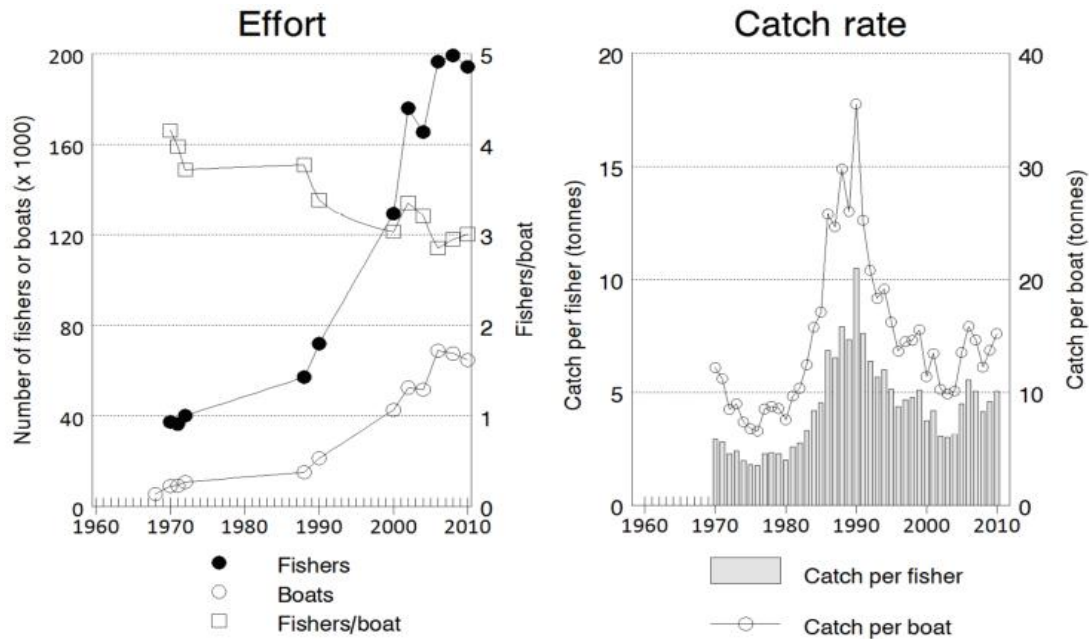 Effort
200
160
120
80
40
0
Number of fishers or boats (x 1000)
5
4
3
2
1
0
Fishers/boat
1960 1970 1980 1990 2000 2010
Fishers
Boats
Fishers/boat
Catch rate
20
15
10
5
0
Catch per fisher (tonnes)
40
30
20
10
0
Catch per boat (tonnes)
1960 1970 1980 1990 2000 2010
Catch per fisher
Catch per boat